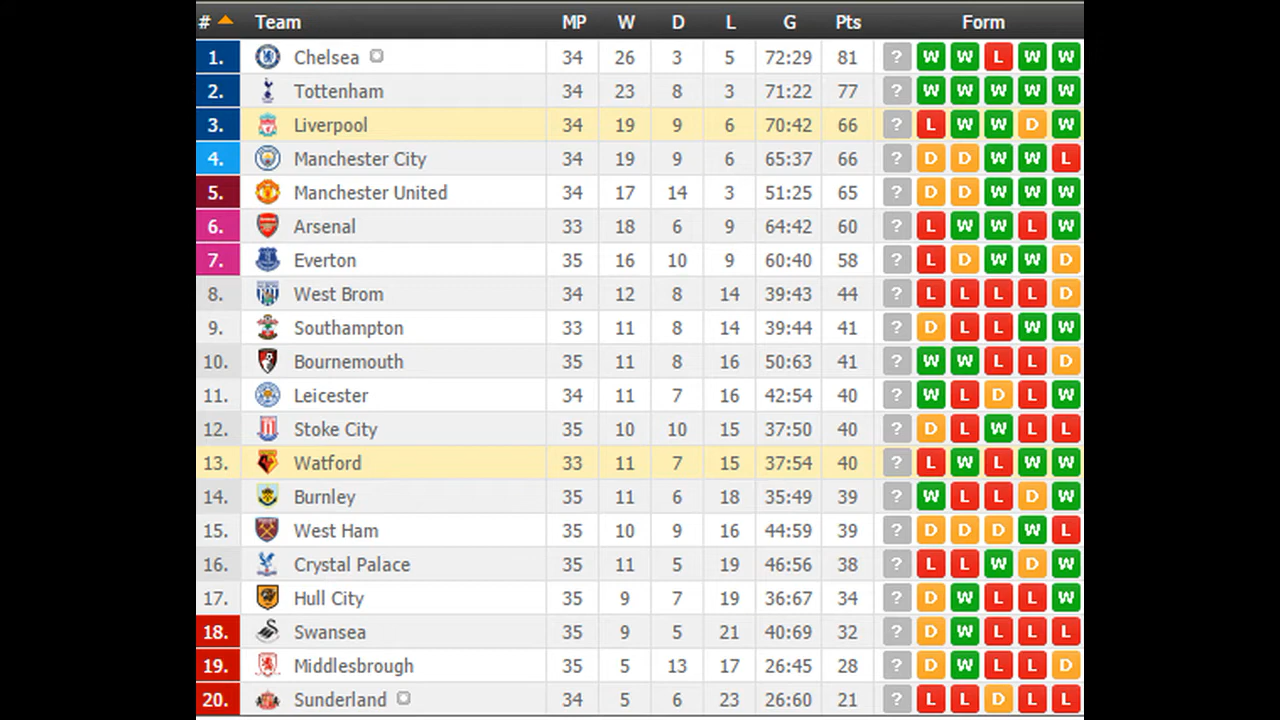 # Team MP W D L G Pts Form
1. Chelsea 34 26 3 5 72:29 81 ? W W L W W
2. Tottenham 34 23 8 3 71:22 77 ? W W W W W
3. Liverpool 34 19 9 6 70:42 66 ? L W W D W
4. Manchester City 34 19 9 6 65:37 66 ? D D W W L
5. Manchester United 34 17 14 3 51:25 65 ? D D W W W
6. Arsenal 33 18 6 9 64:42 60 ? L W W L W
7. Everton 35 16 10 9 60:40 58 ? L D W W D
8. West Brom 34 12 8 14 39:43 44 ? L L L L D
9. Southampton 33 11 8 14 39:44 41 ? D L L W W
10. Bournemouth 35 11 8 16 50:63 41 ? W W L L D
11. Leicester 34 11 7 16 42:54 40 ? W L D L W
12. Stoke City 35 10 10 15 37:50 40 ? D L W L L
13. Watford 33 11 7 15 37:54 40 ? L W L W W
14. Burnley 35 11 6 18 35:49 39 ? W L L D W
15. West Ham 35 10 9 16 44:59 39 ? D D D W L
16. Crystal Palace 35 11 5 19 46:56 38 ? L L W D W
17. Hull City 35 9 7 19 36:67 34 ? D W L L W
18. Swansea 35 9 5 21 40:69 32 ? D W L L L
19. Middlesbrough 35 5 13 17 26:45 28 ? D W L L D
20. Sunderland 34 5 6 23 26:60 21 ? L L D L L